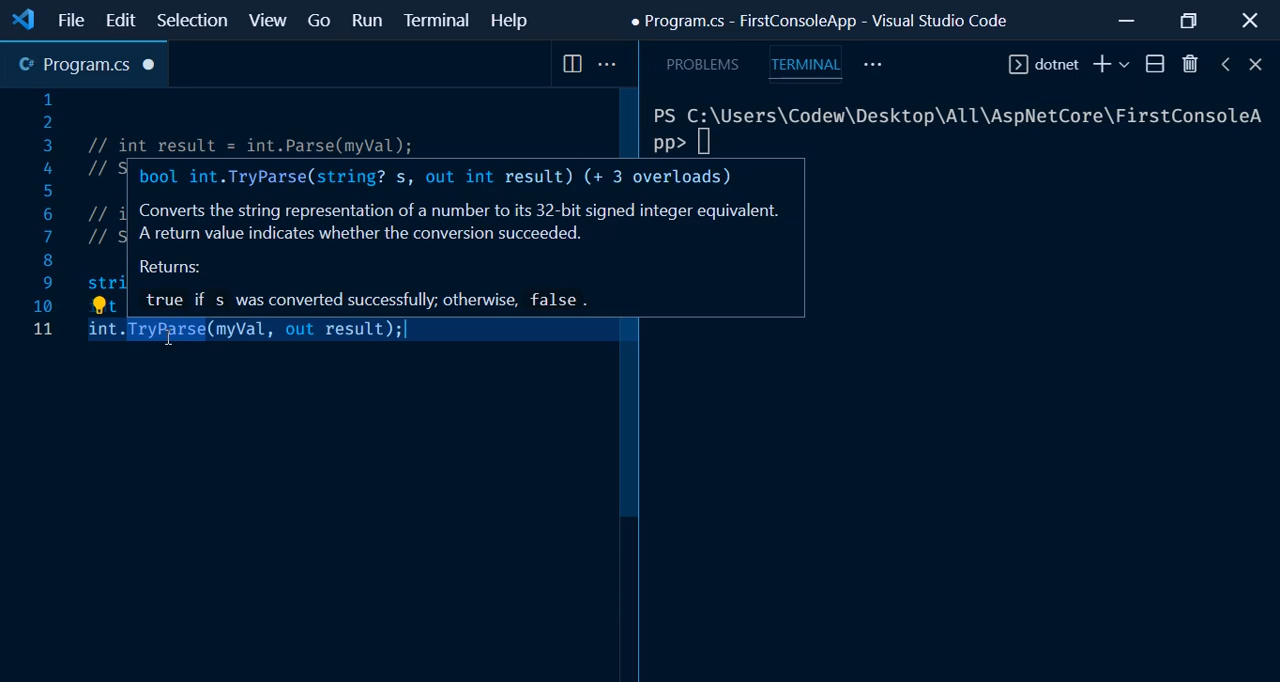 File Edit Selection View Go Run Terminal Help ● Program.cs - FirstConsoleApp - Visual Studio Code
C# Program.cs ●
PROBLEMS TERMINAL ··· dotnet
1
2
3 // int result = int.Parse(myVal);
4 // S
5
6 // i
7 // S
8
9 stri
10 t
11 int.TryParse(myVal, out result);
bool int.TryParse(string? s, out int result) (+ 3 overloads)
Converts the string representation of a number to its 32-bit signed integer equivalent.
A return value indicates whether the conversion succeeded.
Returns:
true if s was converted successfully; otherwise, false .
PS C:\Users\Codew\Desktop\All\AspNetCore\FirstConsoleA
pp>